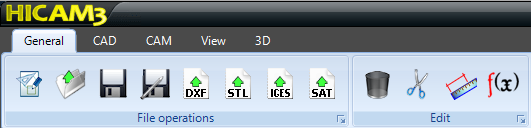 HICAM3
General CAD CAM View 3D
DXF STL IGES SAT f(x)
File operations Edit